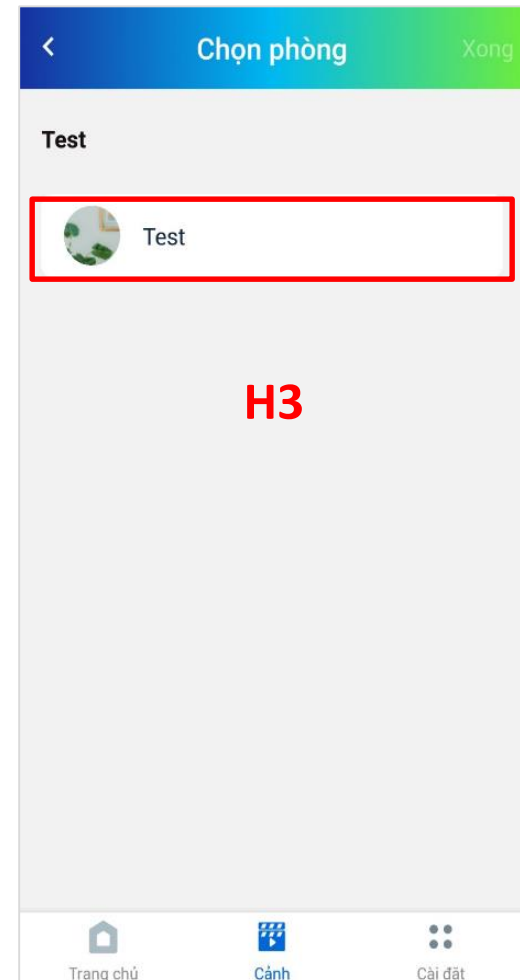 Chọn phòng Xong
Test
Test
H3
Trang chủ Cảnh Cài đặt